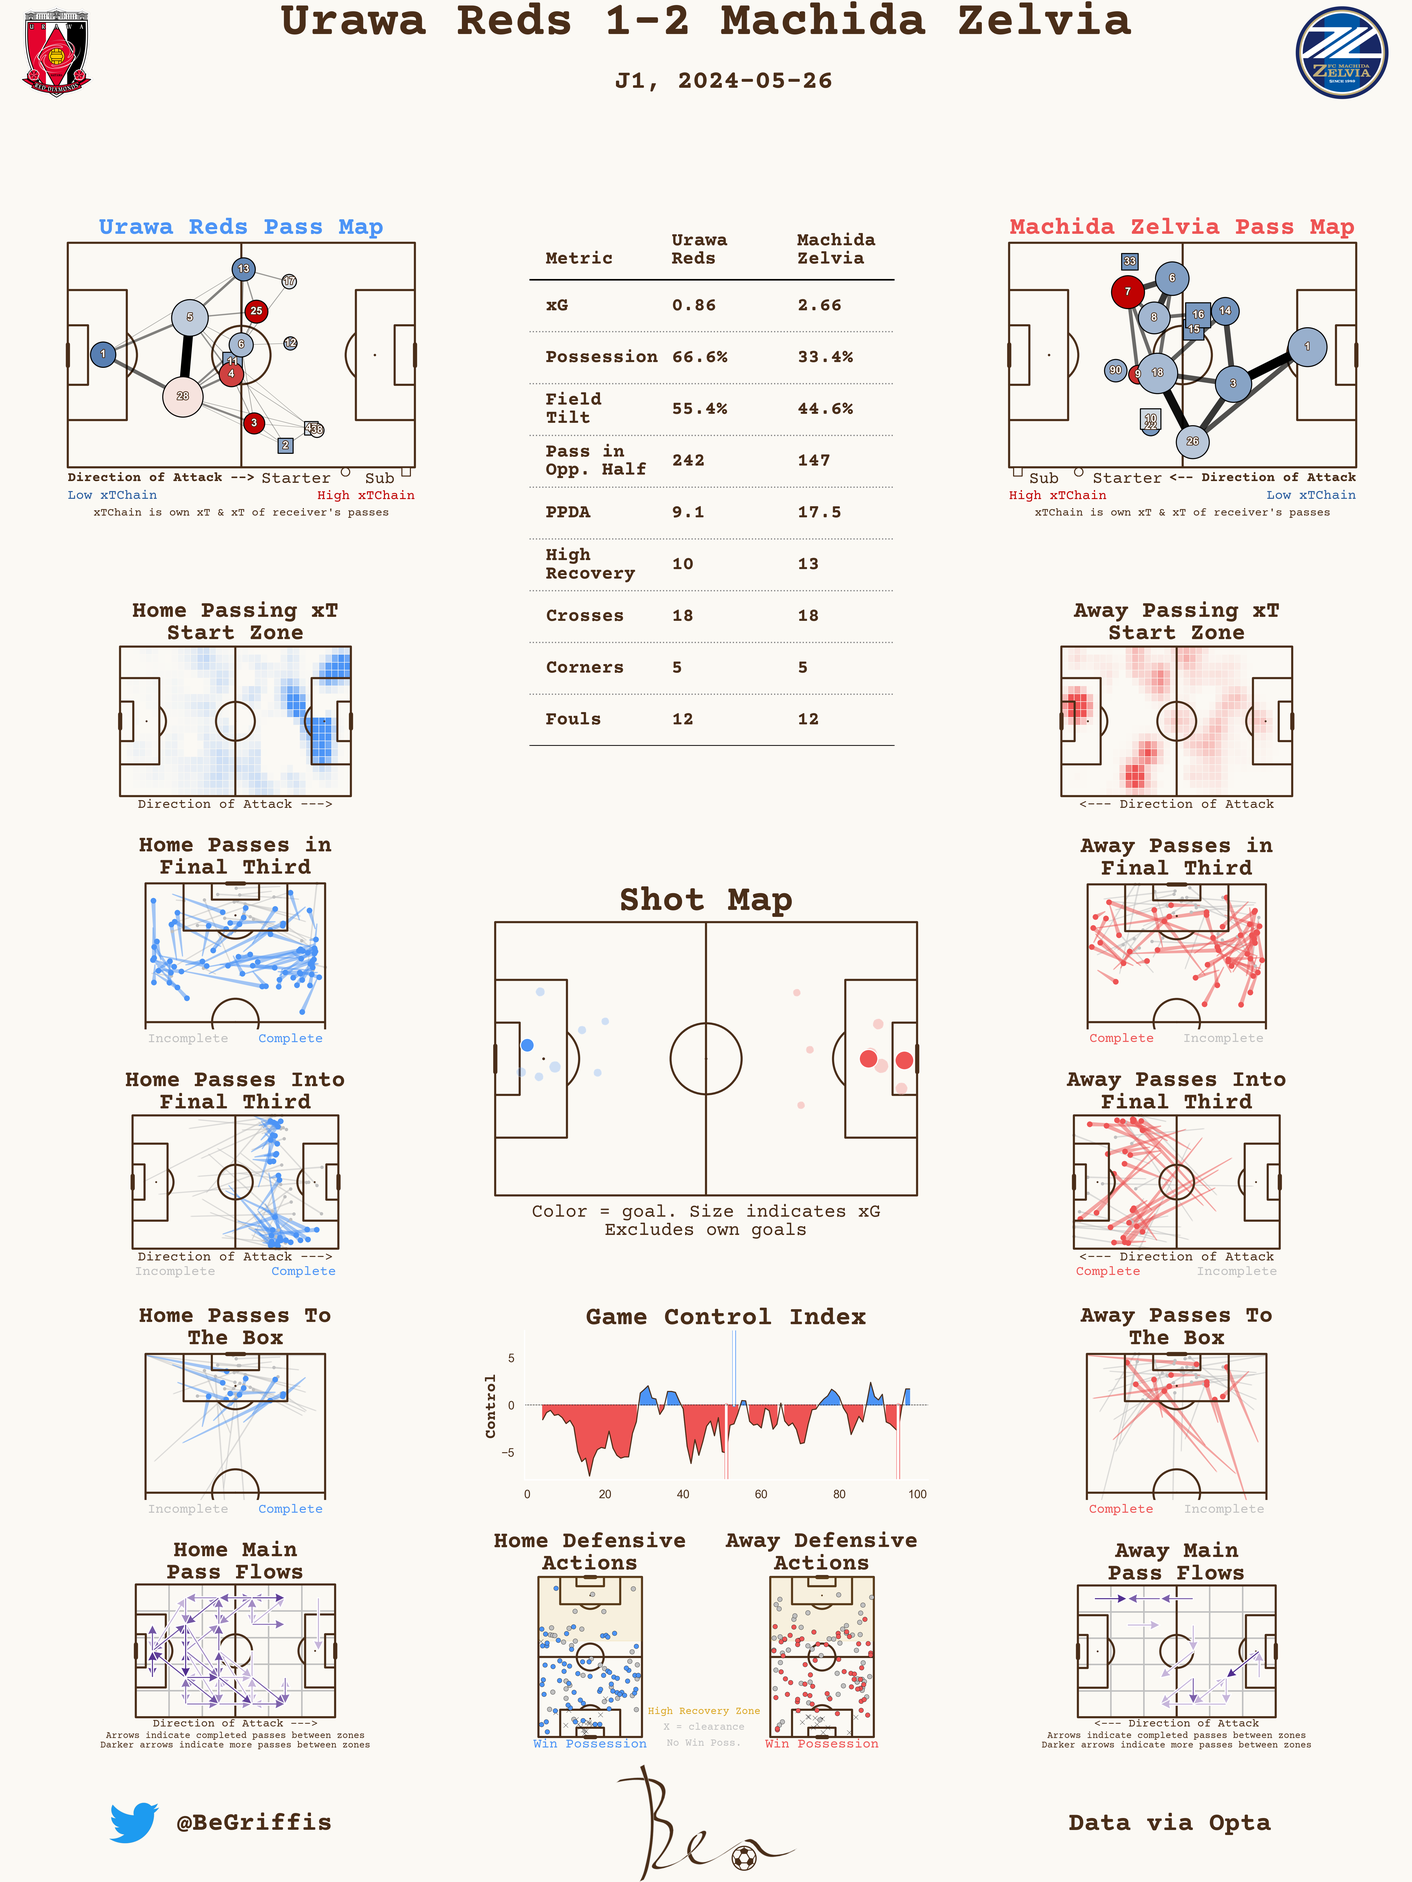 Urawa Reds 1-2 Machida Zelvia
J1, 2024-05-26
URAWA
RED DIAMONDS
FC MACHIDA
ZELVIA
SINCE 1989
Urawa Reds Pass Map
13
17
5
25
6
12
1
11
4
28
3
38
2
Direction of Attack --> Starter Sub
Low xTChain High xTChain
xTChain is own xT & xT of receiver's passes
Metric Urawa Reds Machida Zelvia
xG 0.86 2.66
Possession 66.6% 33.4%
Field Tilt 55.4% 44.6%
Pass in Opp. Half 242 147
PPDA 9.1 17.5
High Recovery 10 13
Crosses 18 18
Corners 5 5
Fouls 12 12
Machida Zelvia Pass Map
33
6
7
8
16
14
15
1
90
9
18
3
10
22
26
Sub Starter <-- Direction of Attack
High xTChain Low xTChain
xTChain is own xT & xT of receiver's passes
Home Passing xT
Start Zone
Direction of Attack --->
Away Passing xT
Start Zone
<--- Direction of Attack
Home Passes in
Final Third
Incomplete Complete
Away Passes in
Final Third
Complete Incomplete
Shot Map
Color = goal. Size indicates xG
Excludes own goals
Home Passes Into
Final Third
Direction of Attack --->
Incomplete Complete
Away Passes Into
Final Third
<--- Direction of Attack
Complete Incomplete
Home Passes To
The Box
Incomplete Complete
Game Control Index
Control
5
0
−5
0 20 40 60 80 100
Away Passes To
The Box
Complete Incomplete
Home Main
Pass Flows
Direction of Attack --->
Arrows indicate completed passes between zones
Darker arrows indicate more passes between zones
Home Defensive
Actions
Win Possession
Away Defensive
Actions
Win Possession
High Recovery Zone
X = clearance
No Win Poss.
Away Main
Pass Flows
<--- Direction of Attack
Arrows indicate completed passes between zones
Darker arrows indicate more passes between zones
@BeGriffis
Ben
Data via Opta